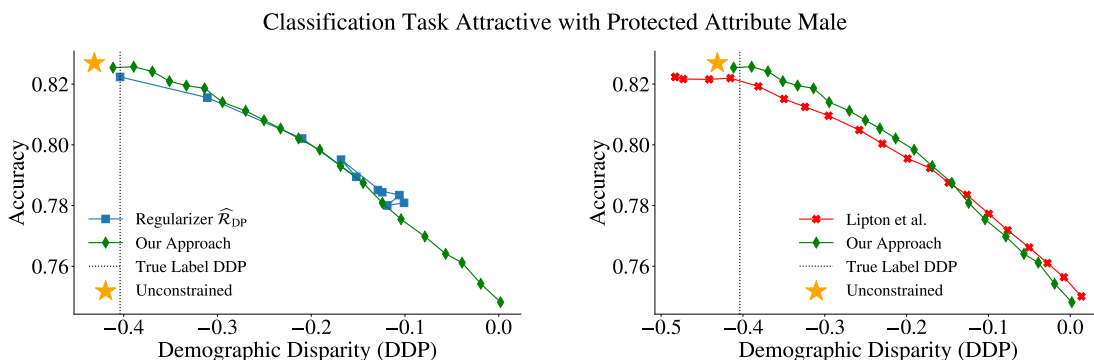 Classification Task Attractive with Protected Attribute Male
Accuracy
0.82
0.80
0.78
0.76
Regularizer $\widehat{\mathcal{R}}_{\mathrm{DP}}$
Our Approach
True Label DDP
Unconstrained
−0.4
−0.3
−0.2
−0.1
0.0
Demographic Disparity (DDP)
Accuracy
0.82
0.80
0.78
0.76
Lipton et al.
Our Approach
True Label DDP
Unconstrained
−0.5
−0.4
−0.3
−0.2
−0.1
0.0
Demographic Disparity (DDP)